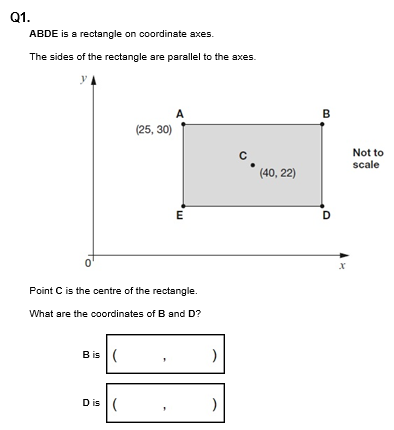 Q1.
ABDE is a rectangle on coordinate axes.
The sides of the rectangle are parallel to the axes.
y
A
B
(25, 30)
C
(40, 22)
Not to
scale
E
D
0
x
Point C is the centre of the rectangle.
What are the coordinates of B and D?
B is ( , )
D is ( , )